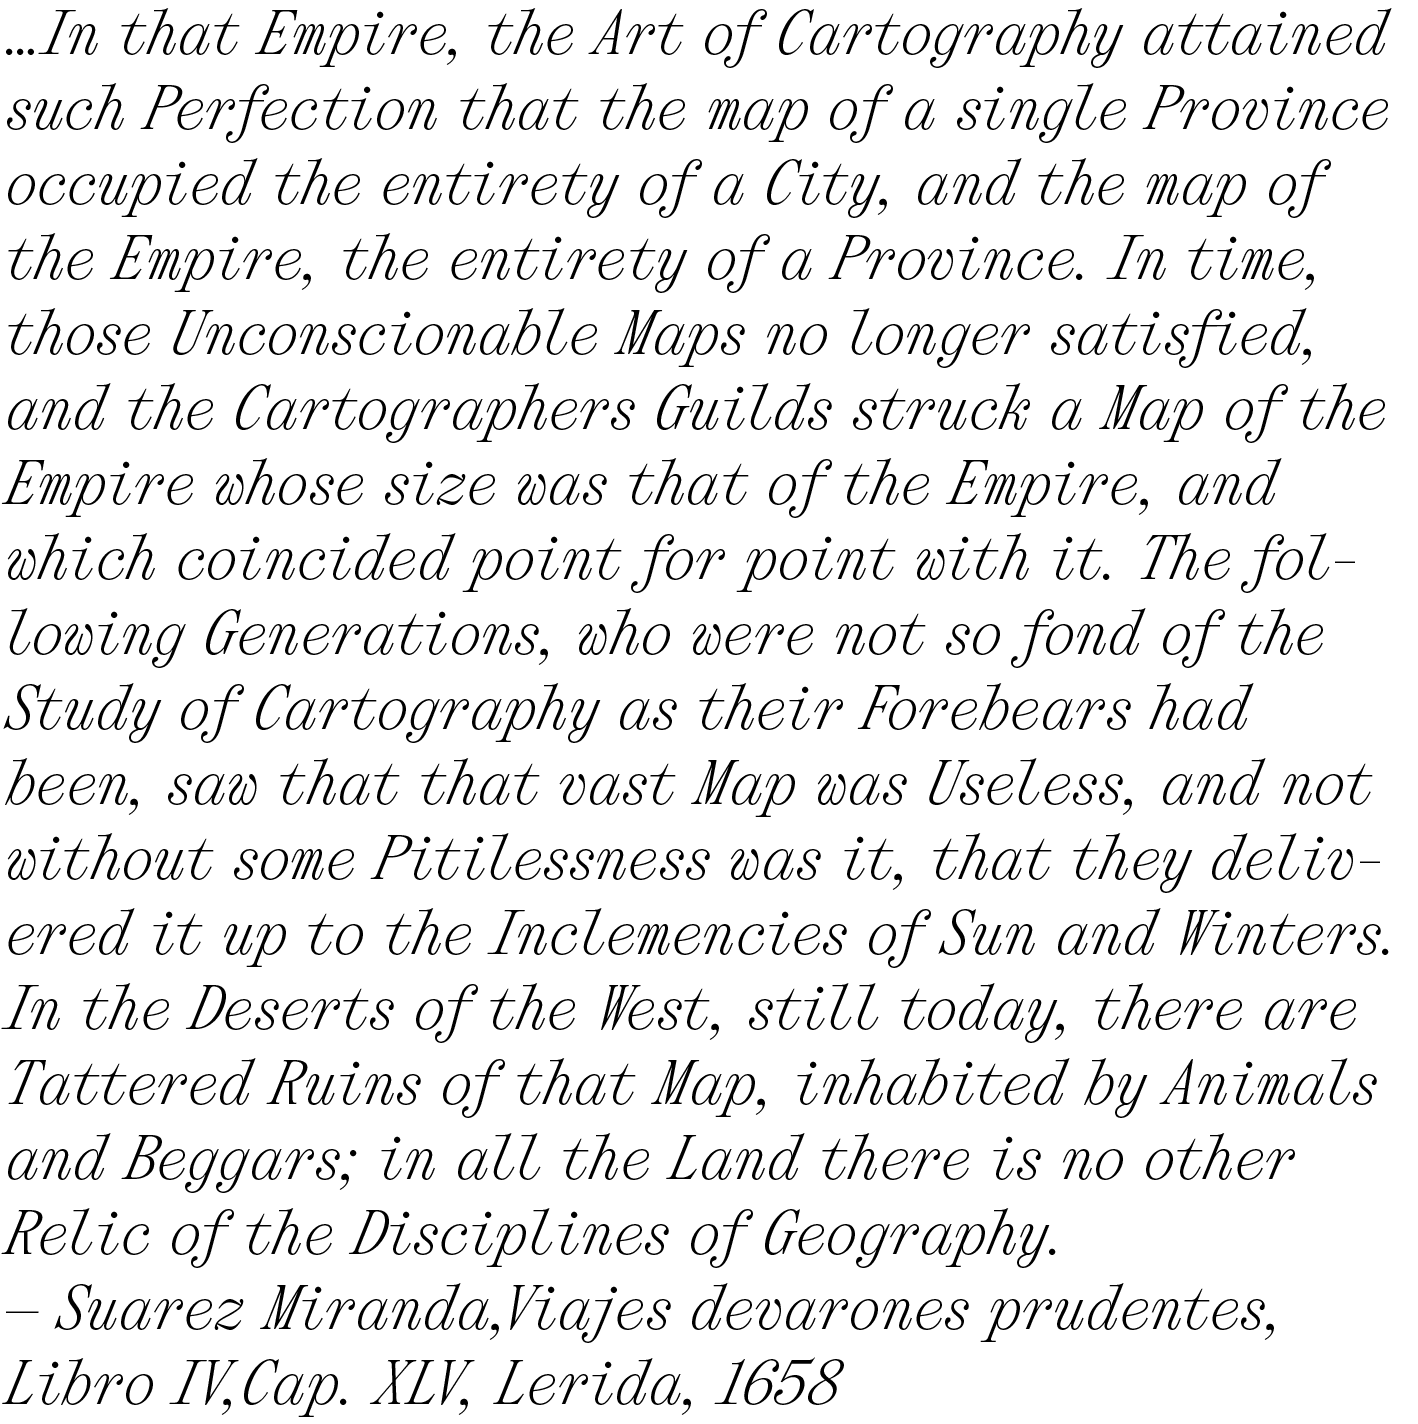 …In that Empire, the Art of Cartography attained
such Perfection that the map of a single Province
occupied the entirety of a City, and the map of
the Empire, the entirety of a Province. In time,
those Unconscionable Maps no longer satisfied,
and the Cartographers Guilds struck a Map of the
Empire whose size was that of the Empire, and
which coincided point for point with it. The fol-
lowing Generations, who were not so fond of the
Study of Cartography as their Forebears had
been, saw that that vast Map was Useless, and not
without some Pitilessness was it, that they deliv-
ered it up to the Inclemencies of Sun and Winters.
In the Deserts of the West, still today, there are
Tattered Ruins of that Map, inhabited by Animals
and Beggars; in all the Land there is no other
Relic of the Disciplines of Geography.
— Suarez Miranda,Viajes devarones prudentes,
Libro IV,Cap. XLV, Lerida, 1658